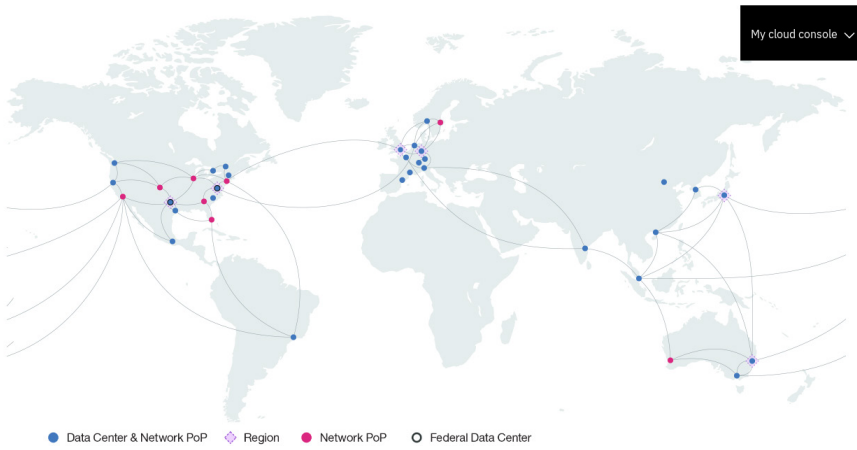 My cloud console
Data Center & Network PoP
Region
Network PoP
Federal Data Center